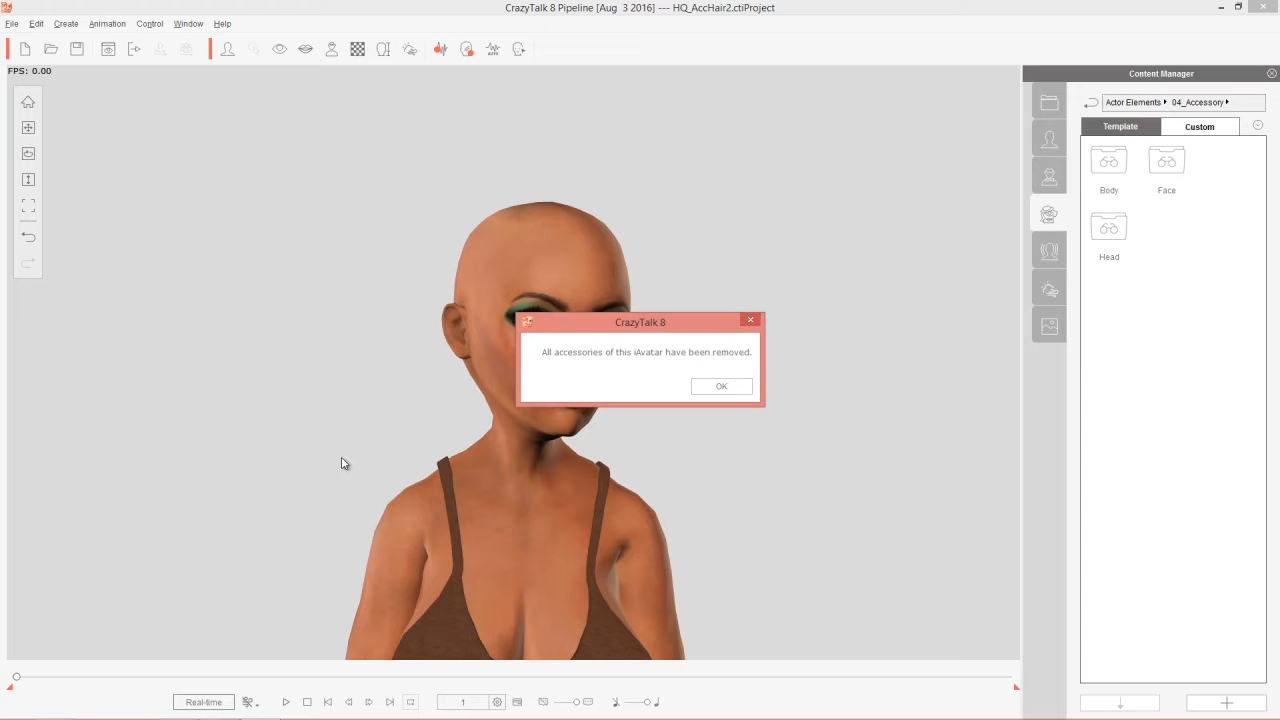 CrazyTalk 8 Pipeline [Aug 3 2016] --- HQ_AccHair2.ctiProject
File Edit Create Animation Control Window Help
AUTO
FPS: 0.00
Content Manager
Actor Elements 04_Accessory
Template Custom
Body Face
Head
CrazyTalk 8
All accessories of this iAvatar have been removed.
OK
Real-time
1